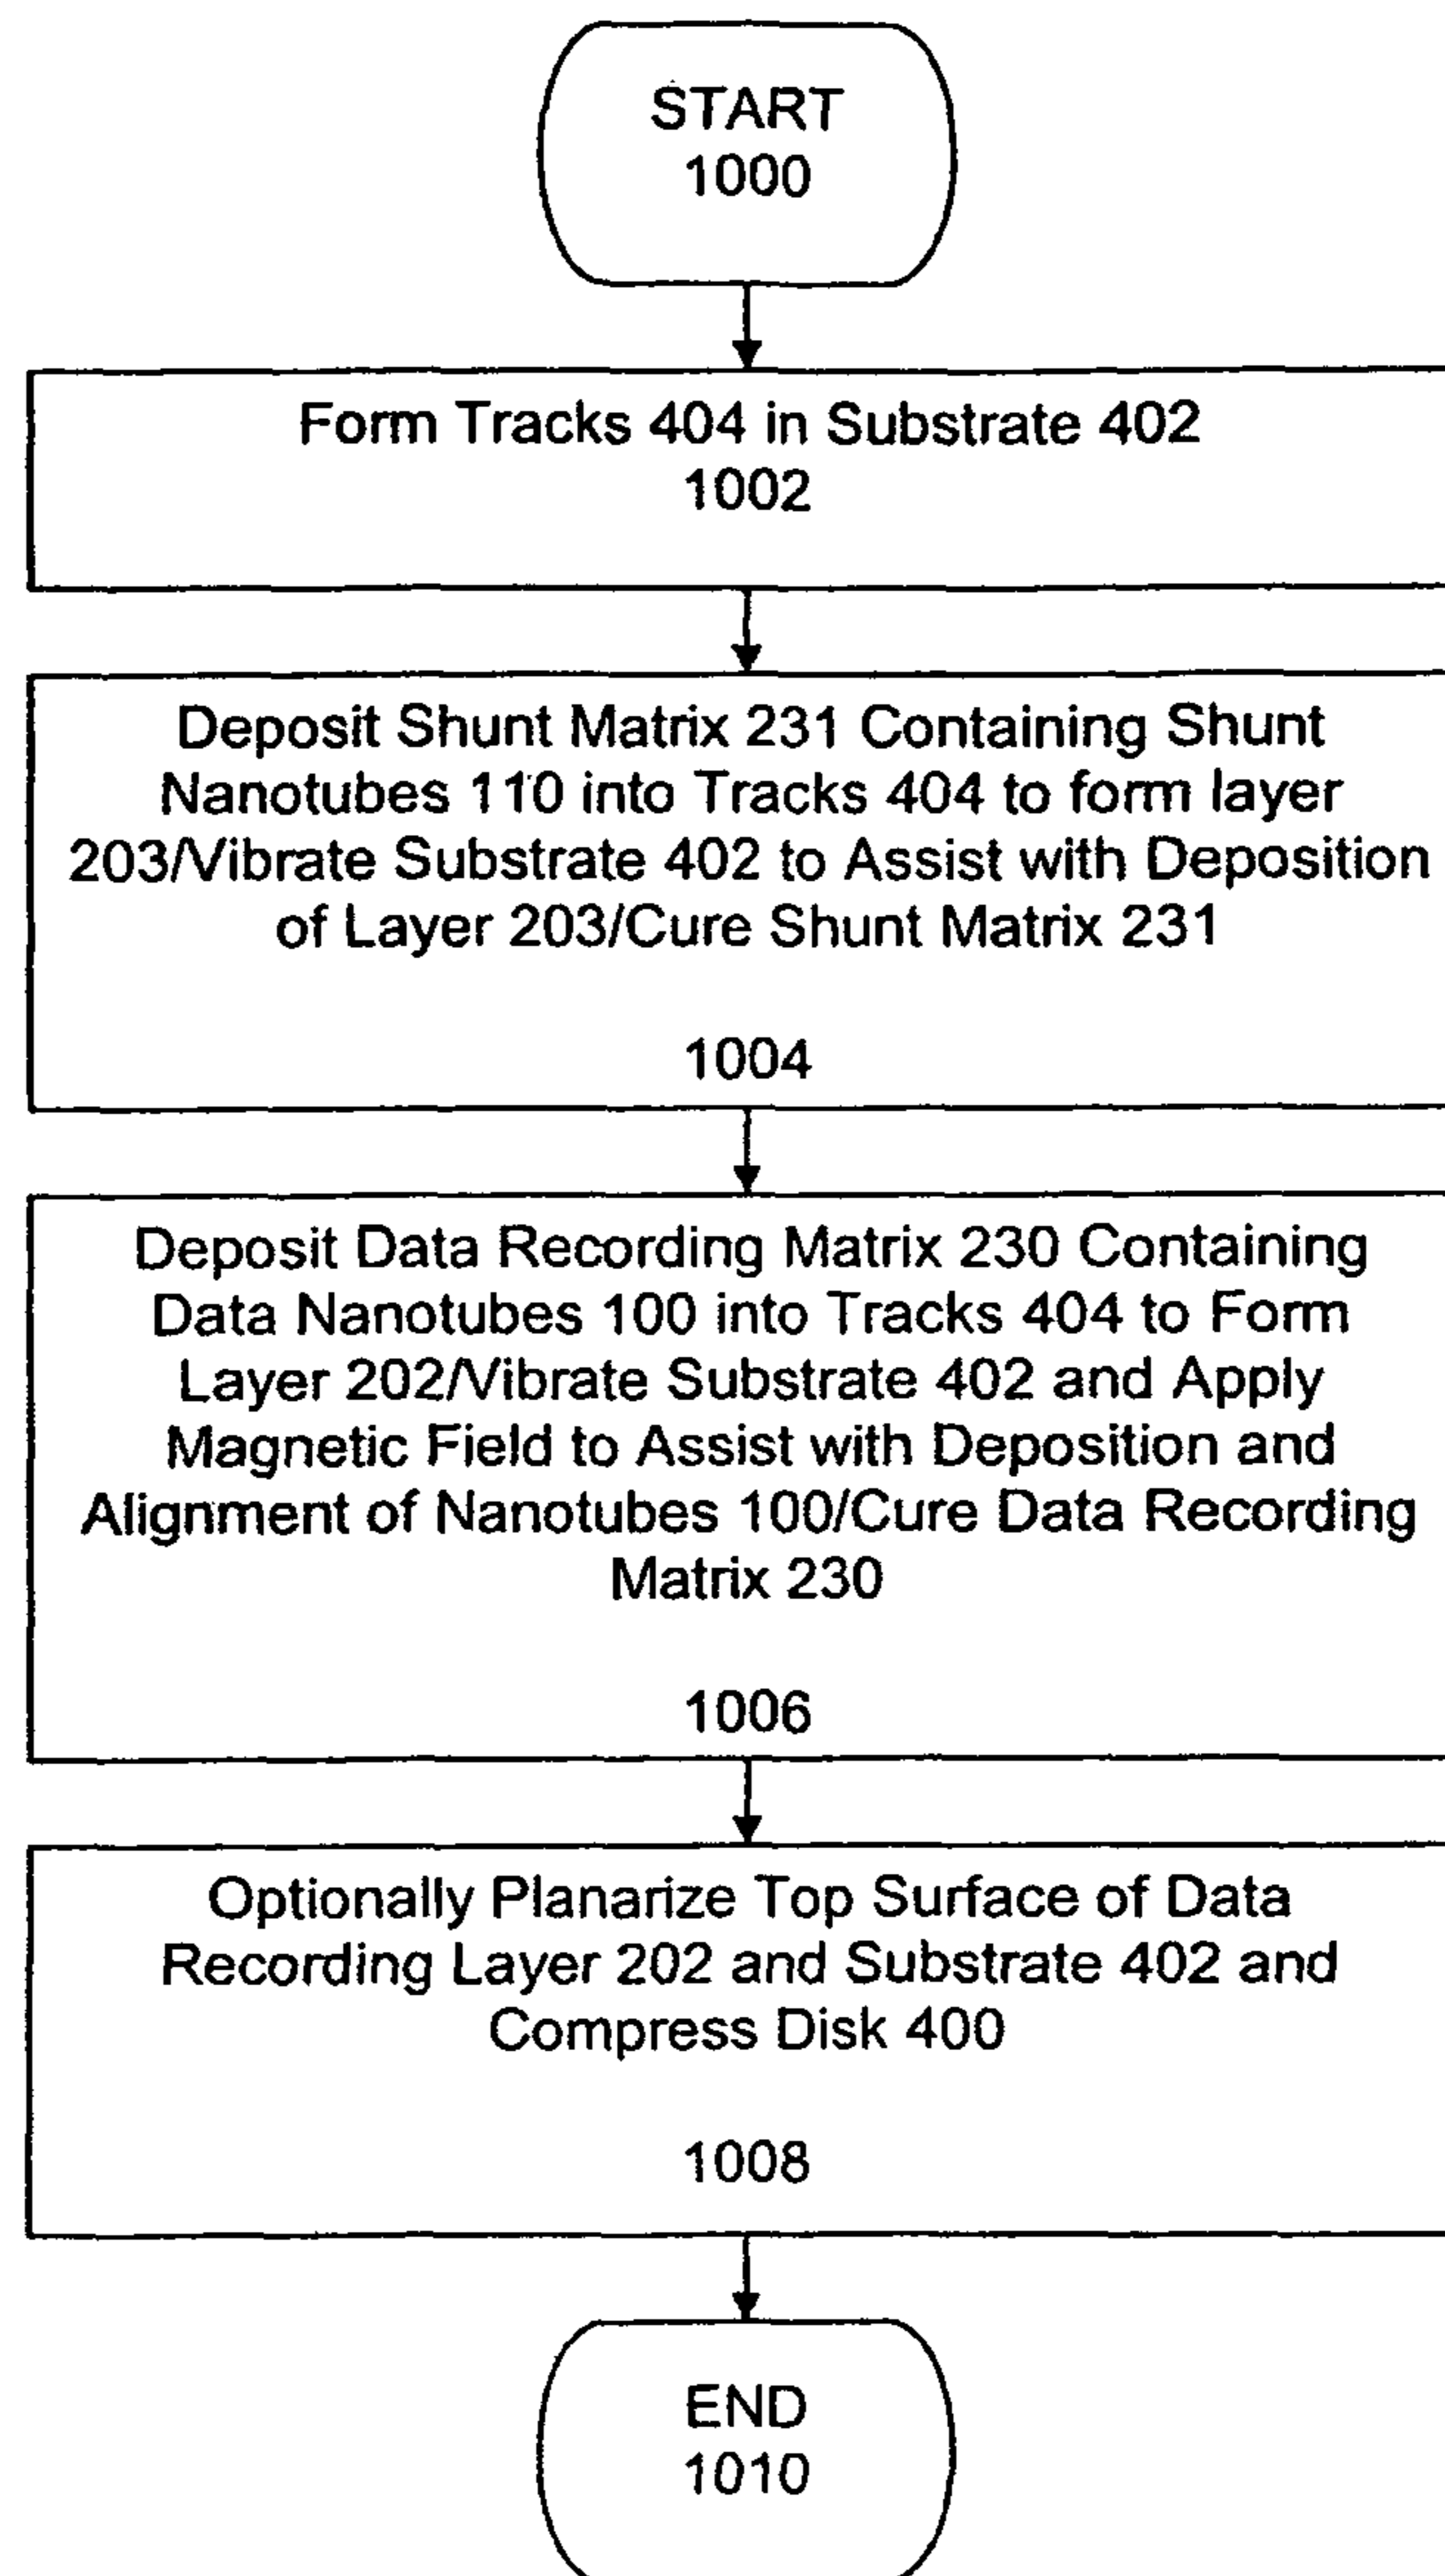 START
1000
Form Tracks 404 in Substrate 402
1002
Deposit Shunt Matrix 231 Containing Shunt
Nanotubes 110 into Tracks 404 to form layer
203/Vibrate Substrate 402 to Assist with Deposition
of Layer 203/Cure Shunt Matrix 231
1004
Deposit Data Recording Matrix 230 Containing
Data Nanotubes 100 into Tracks 404 to Form
Layer 202/Vibrate Substrate 402 and Apply
Magnetic Field to Assist with Deposition and
Alignment of Nanotubes 100/Cure Data Recording
Matrix 230
1006
Optionally Planarize Top Surface of Data
Recording Layer 202 and Substrate 402 and
Compress Disk 400
1008
END
1010